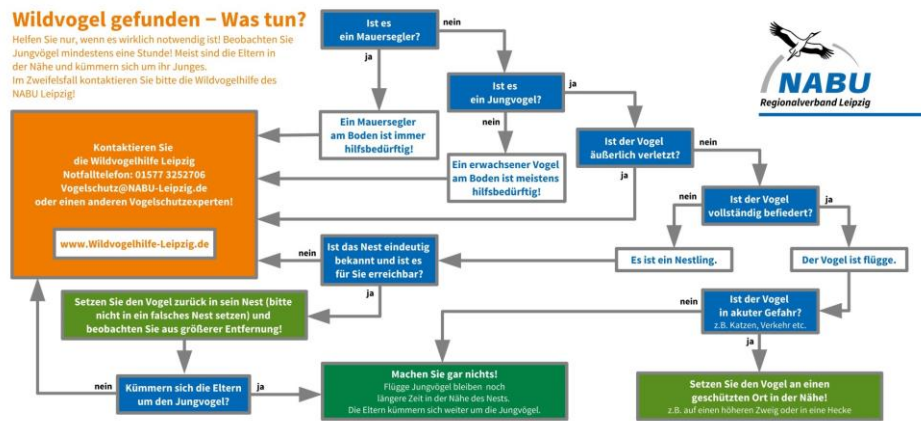 Wildvogel gefunden – Was tun?
Helfen Sie nur, wenn es wirklich notwendig ist! Beobachten Sie
Jungvögel mindestens eine Stunde! Meist sind die Eltern in
der Nähe und kümmern sich um ihr Junges.
Im Zweifelsfall kontaktieren Sie bitte die Wildvogelhilfe des
NABU Leipzig!
Ist es
ein Mauersegler?
nein
ja
NABU
Regionalverband Leipzig
Ist es
ein Jungvogel?
ja
nein
Ein Mauersegler
am Boden ist immer
hilfsbedürftig!
Kontaktieren Sie
die Wildvogelhilfe Leipzig
Notfalltelefon: 01577 3252706
Vogelschutz@NABU-Leipzig.de
oder einen anderen Vogelschutzexperten!
www.Wildvogelhilfe-Leipzig.de
Ein erwachsener Vogel
am Boden ist meistens
hilfsbedürftig!
Ist der Vogel
äußerlich verletzt?
nein
ja
Ist der Vogel
vollständig befiedert?
nein
ja
Es ist ein Nestling.
Der Vogel ist flügge.
Ist das Nest eindeutig
bekannt und ist es
für Sie erreichbar?
nein
ja
Setzen Sie den Vogel zurück in sein Nest (bitte
nicht in ein falsches Nest setzen) und
beobachten Sie aus größerer Entfernung!
Ist der Vogel
in akuter Gefahr?
z.B. Katzen, Verkehr etc.
nein
ja
Kümmern sich die Eltern
um den Jungvogel?
nein
ja
Machen Sie gar nichts!
Flügge Jungvögel bleiben noch
längere Zeit in der Nähe des Nests.
Die Eltern kümmern sich weiter um die Jungvögel.
Setzen Sie den Vogel an einen
geschützten Ort in der Nähe!
z.B. auf einen höheren Zweig oder in eine Hecke